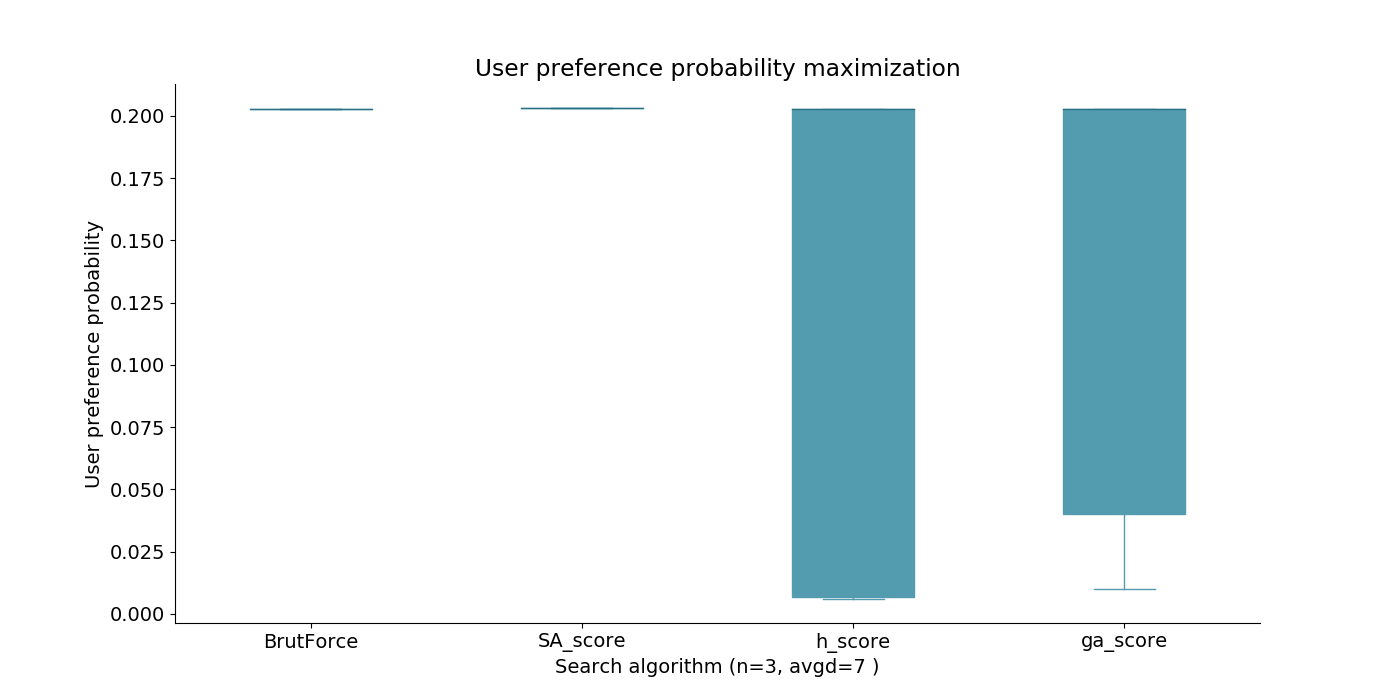 User preference probability maximization
User preference probability
0.200
0.175
0.150
0.125
0.100
0.075
0.050
0.025
0.000
BrutForce
SA_score
h_score
ga_score
Search algorithm (n=3, avgd=7 )